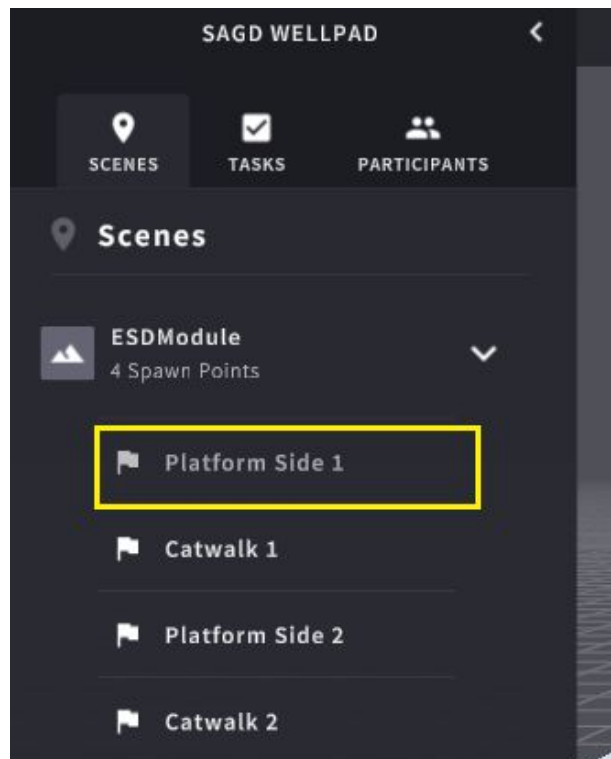 SAGD WELLPAD
SCENES TASKS PARTICIPANTS
Scenes
ESDModule
4 Spawn Points
Platform Side 1
Catwalk 1
Platform Side 2
Catwalk 2